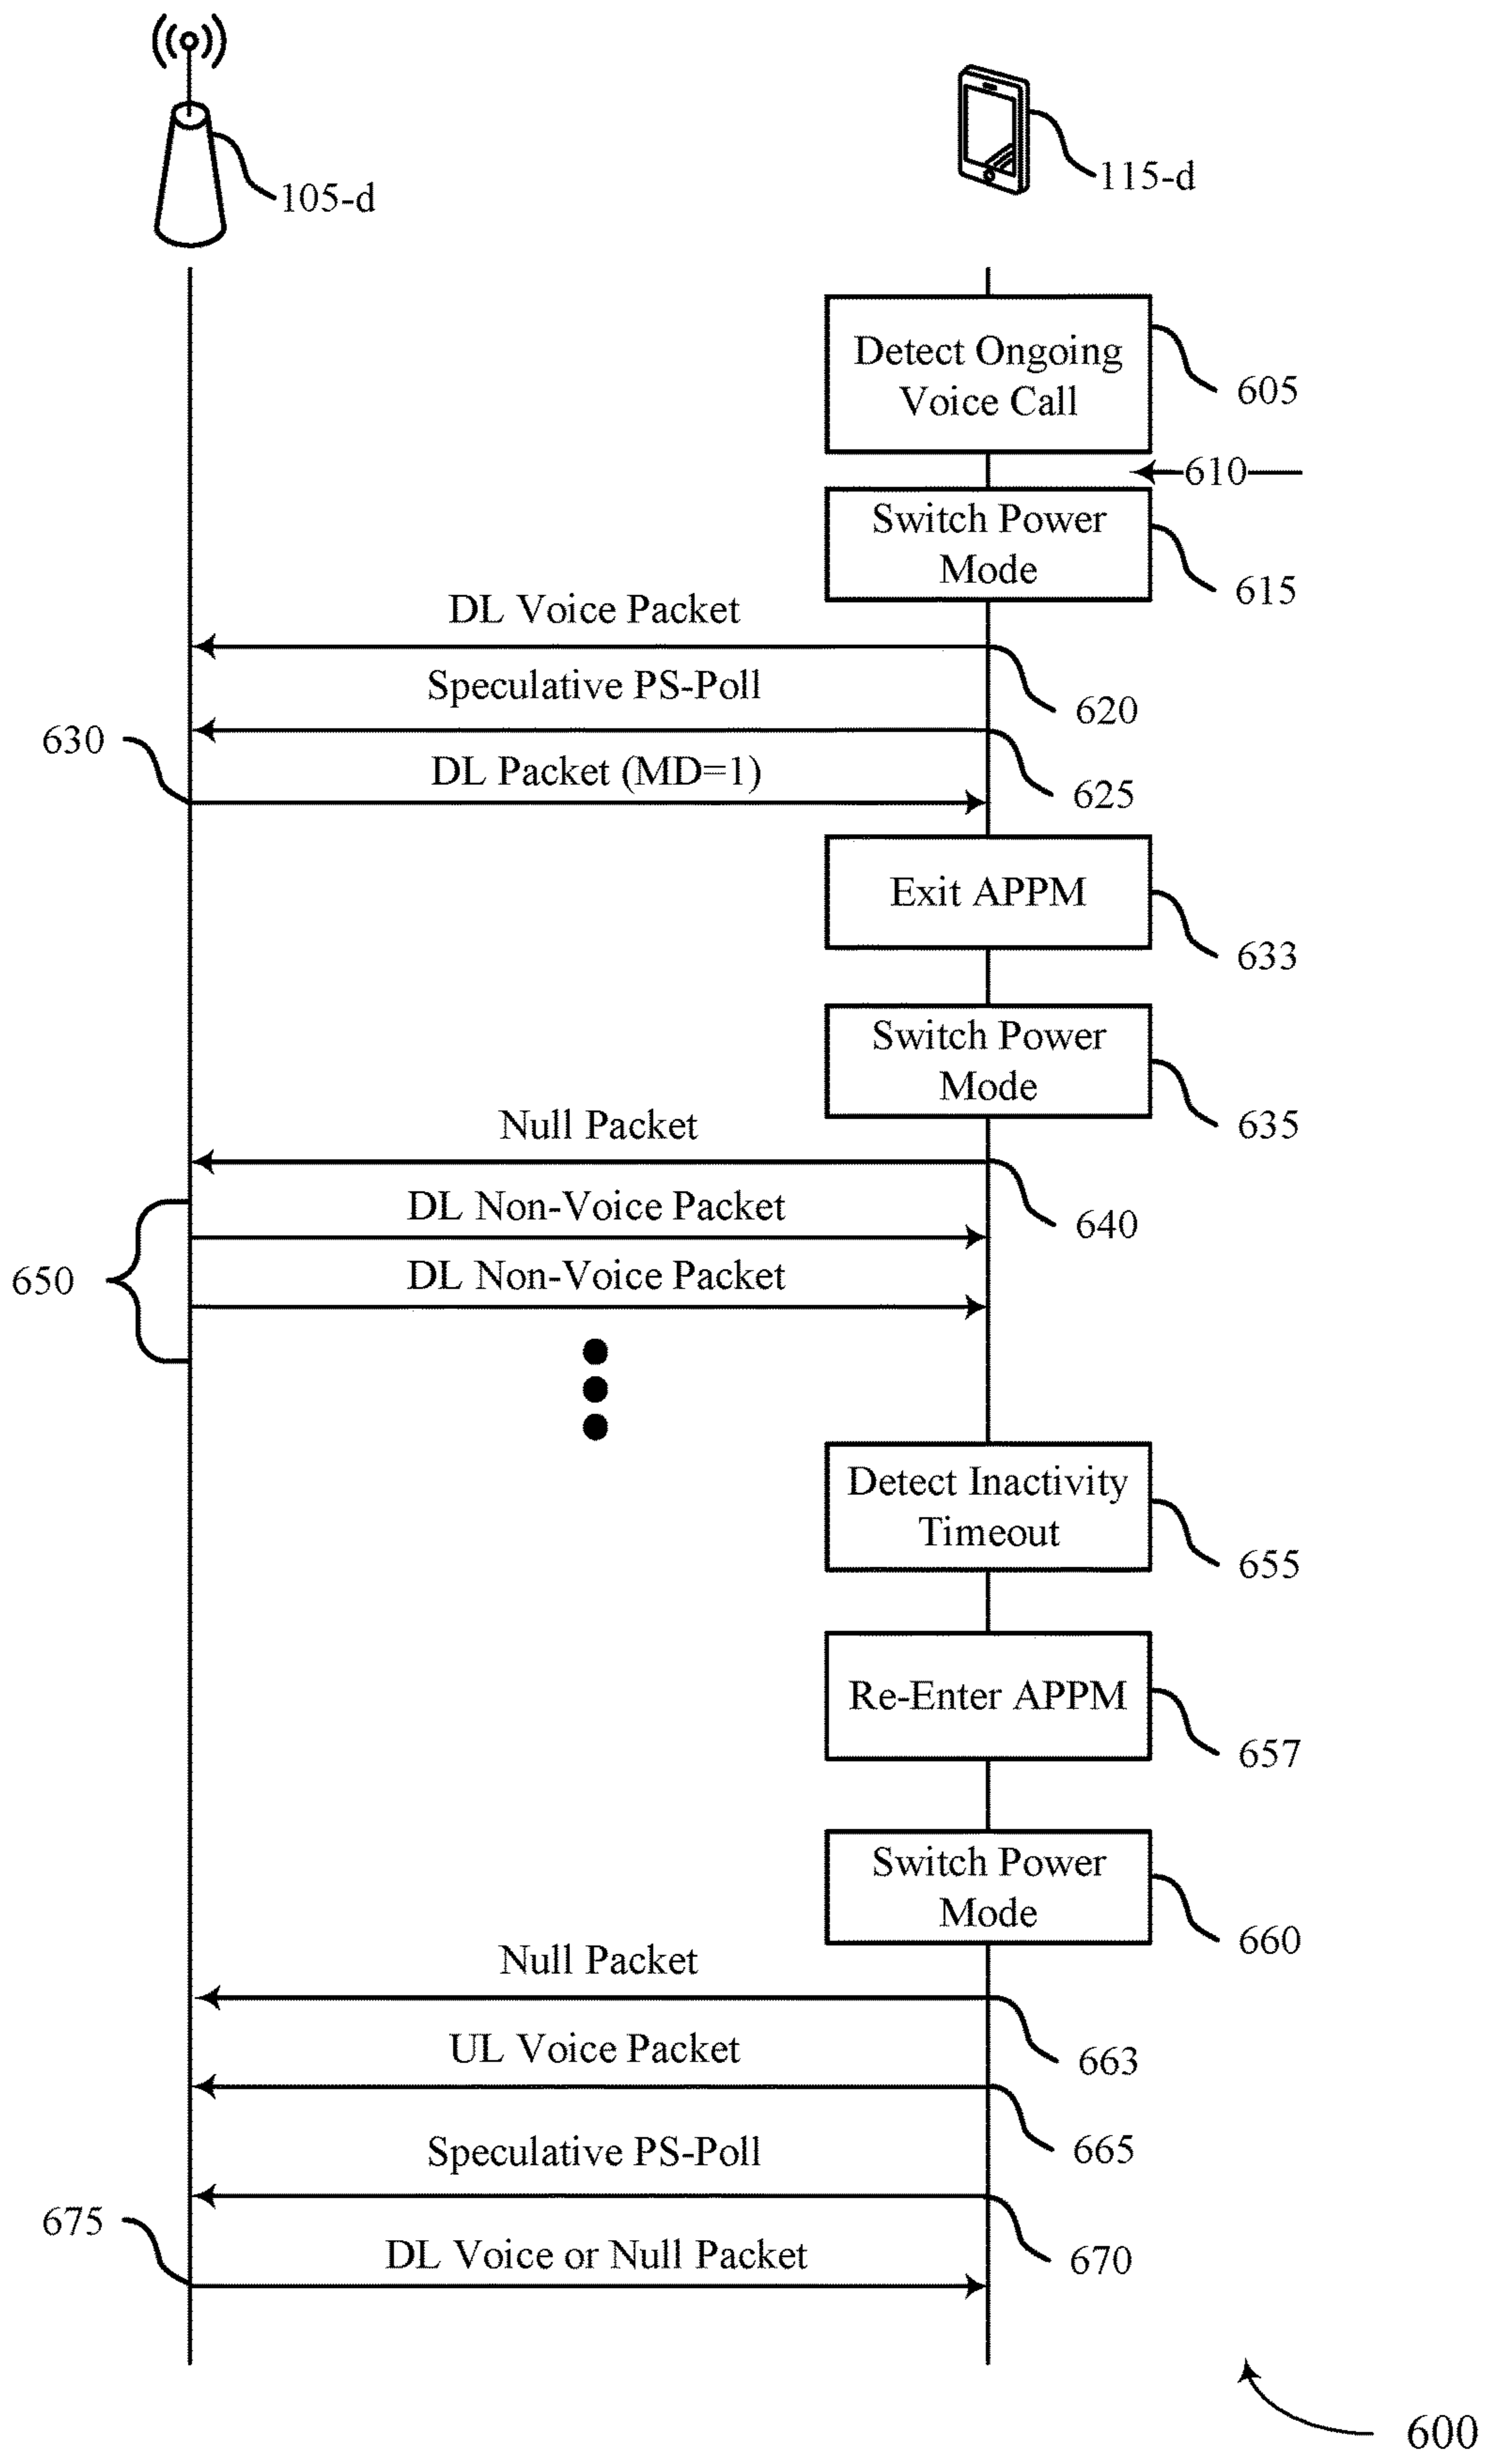 105-d
115-d
Detect Ongoing
Voice Call
605
610
Switch Power
Mode
615
DL Voice Packet
620
Speculative PS-Poll
625
630
DL Packet (MD=1)
Exit APPM
633
Switch Power
Mode
635
Null Packet
640
DL Non-Voice Packet
650
DL Non-Voice Packet
Detect Inactivity
Timeout
655
Re-Enter APPM
657
Switch Power
Mode
660
Null Packet
663
UL Voice Packet
665
Speculative PS-Poll
670
675
DL Voice or Null Packet
600